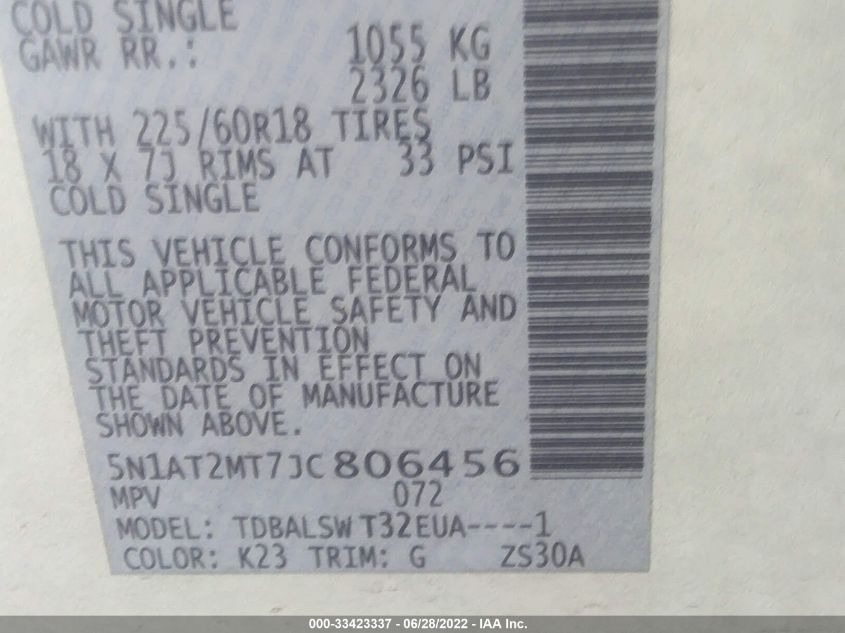 COLD SINGLE
GAWR RR.: 1055 KG
2326 LB
WITH 225/60R18 TIRES
18 X 7J RIMS AT 33 PSI
COLD SINGLE
THIS VEHICLE CONFORMS TO
ALL APPLICABLE FEDERAL
MOTOR VEHICLE SAFETY AND
THEFT PREVENTION
STANDARDS IN EFFECT ON
THE DATE OF MANUFACTURE
SHOWN ABOVE.
5N1AT2MT7JC806456
MPV 072
MODEL: TDBALSW T32EUA----1
COLOR: K23 TRIM: G ZS30A
000-33423337 - 06/28/2022 - IAA Inc.